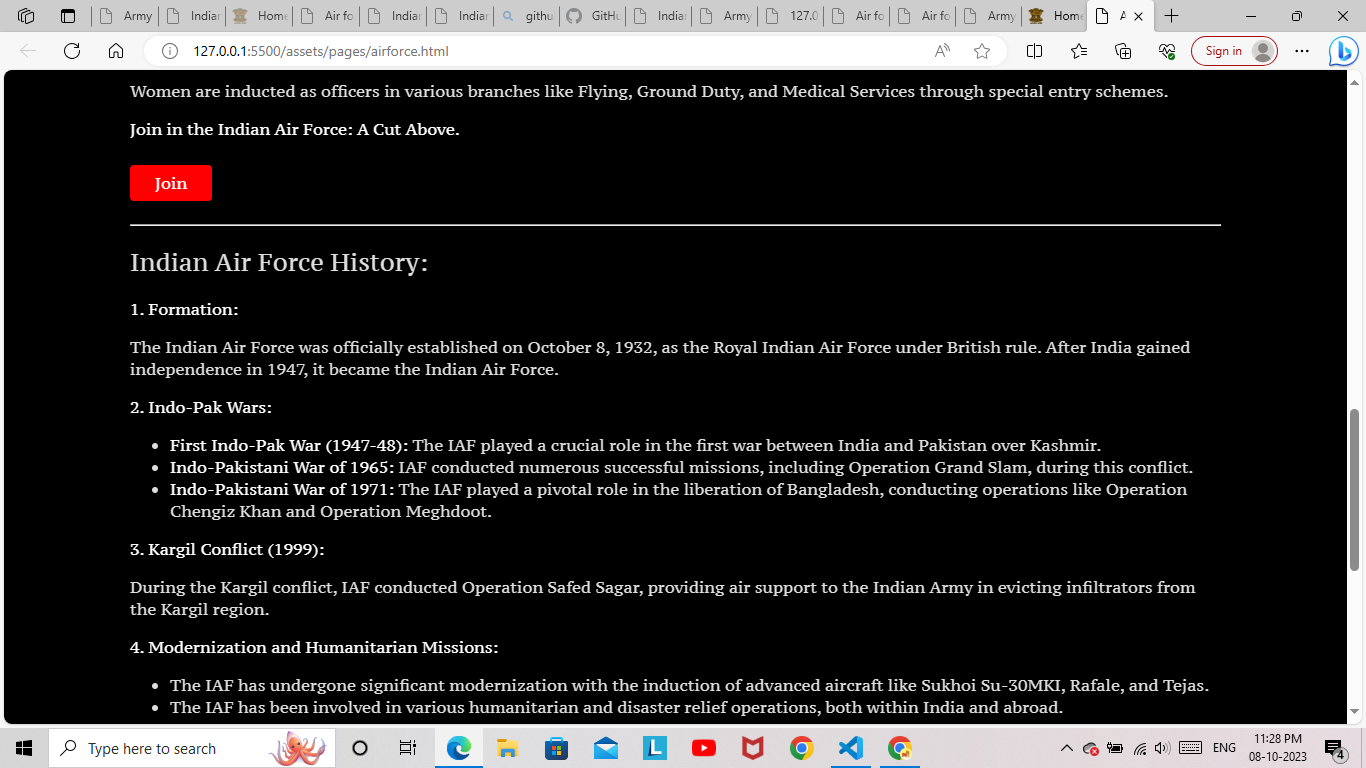 Army
Indian
Home
Air fo
Indian
Indian
githu
GitHu
Indian
Army
127.0
Air fo
Air fo
Army
Home
127.0.0.1:5500/assets/pages/airforce.html
Sign in
Women are inducted as officers in various branches like Flying, Ground Duty, and Medical Services through special entry schemes.
Join in the Indian Air Force: A Cut Above.
Join
Indian Air Force History:
1. Formation:
The Indian Air Force was officially established on October 8, 1932, as the Royal Indian Air Force under British rule. After India gained
independence in 1947, it became the Indian Air Force.
2. Indo-Pak Wars:
• First Indo-Pak War (1947-48): The IAF played a crucial role in the first war between India and Pakistan over Kashmir.
• Indo-Pakistani War of 1965: IAF conducted numerous successful missions, including Operation Grand Slam, during this conflict.
• Indo-Pakistani War of 1971: The IAF played a pivotal role in the liberation of Bangladesh, conducting operations like Operation
Chengiz Khan and Operation Meghdoot.
3. Kargil Conflict (1999):
During the Kargil conflict, IAF conducted Operation Safed Sagar, providing air support to the Indian Army in evicting infiltrators from
the Kargil region.
4. Modernization and Humanitarian Missions:
• The IAF has undergone significant modernization with the induction of advanced aircraft like Sukhoi Su-30MKI, Rafale, and Tejas.
• The IAF has been involved in various humanitarian and disaster relief operations, both within India and abroad.
Type here to search
ENG
11:28 PM
08-10-2023
4